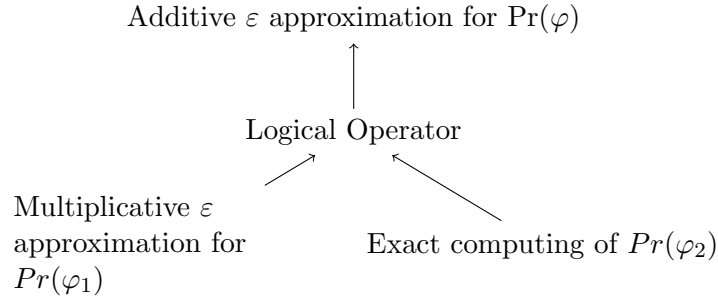 Additive ε approximation for Pr(φ)
Logical Operator
Multiplicative ε
approximation for
Pr(φ₁)
Exact computing of Pr(φ₂)